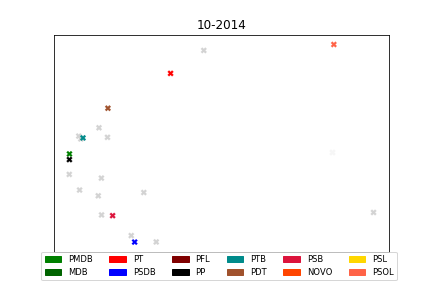 10-2014
PMDB PT PFL PTB PSB PSL
MDB PSDB PP PDT NOVO PSOL